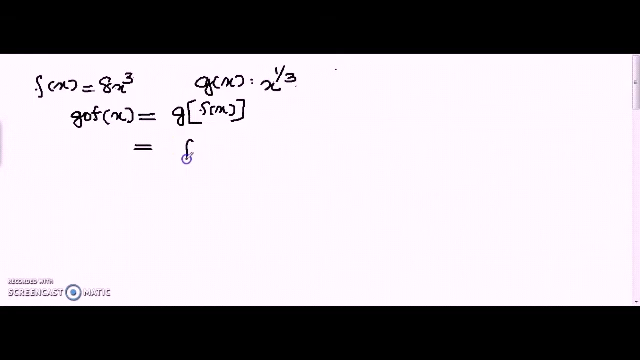 f(x) = 8x³ g(x) : x^1/3
gof(x) = g[f(x)]
= f
RECORDED WITH
SCREENCAST MATIC